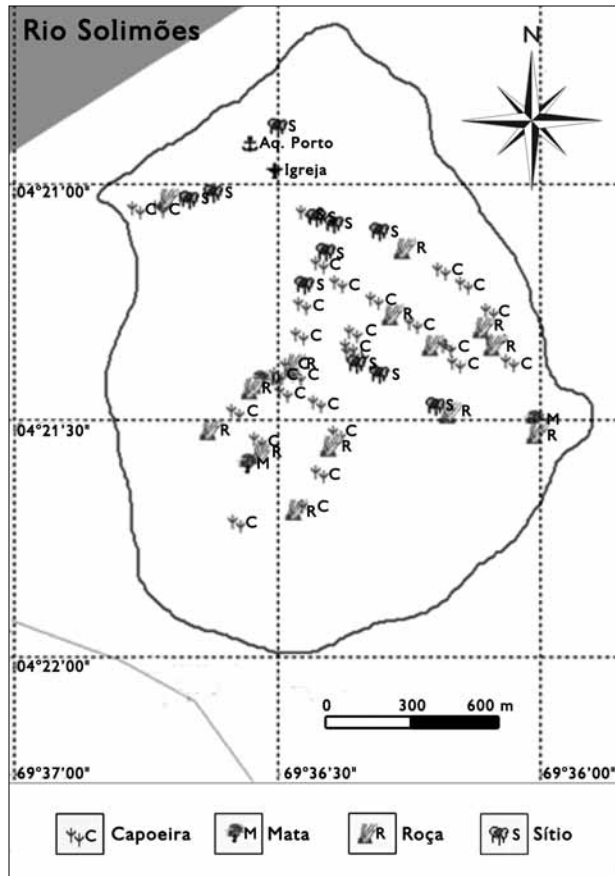 Rio Solimões
N
S
Aq. Porto
Igreja
04°21'00"
S
S
C
C
S
R
C
C
C
S
C
C
C
R
C
C
R
C
R
C
C
C
C
R
C
C
S
S
R
C
C
S
R
04°21'30"
M
R
R
C
C
R
M
C
R
C
C
04°22'00"
0 300 600 m
69°37'00" 69°36'30" 69°36'00"
C Capoeira M Mata R Roça S Sítio